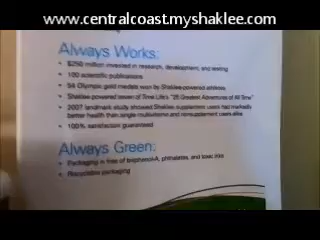 www.centralcoast.myshaklee.com
Always Works:
• $250 million invested in research, development, and testing
• 100 scientific publications
• 56 Olympic gold medals won by Shaklee-powered athletes
• Shaklee powered seven of Time Life's "25 Greatest Adventures of All Time"
• 2007 landmark study showed Shaklee supplement users had markedly
better health than single multivitamin and nonsupplement users alike
• 100% satisfaction guaranteed
Always Green:
• Packaging is free of bisphenol-A, phthalates, and toxic inks
• Recyclable packaging